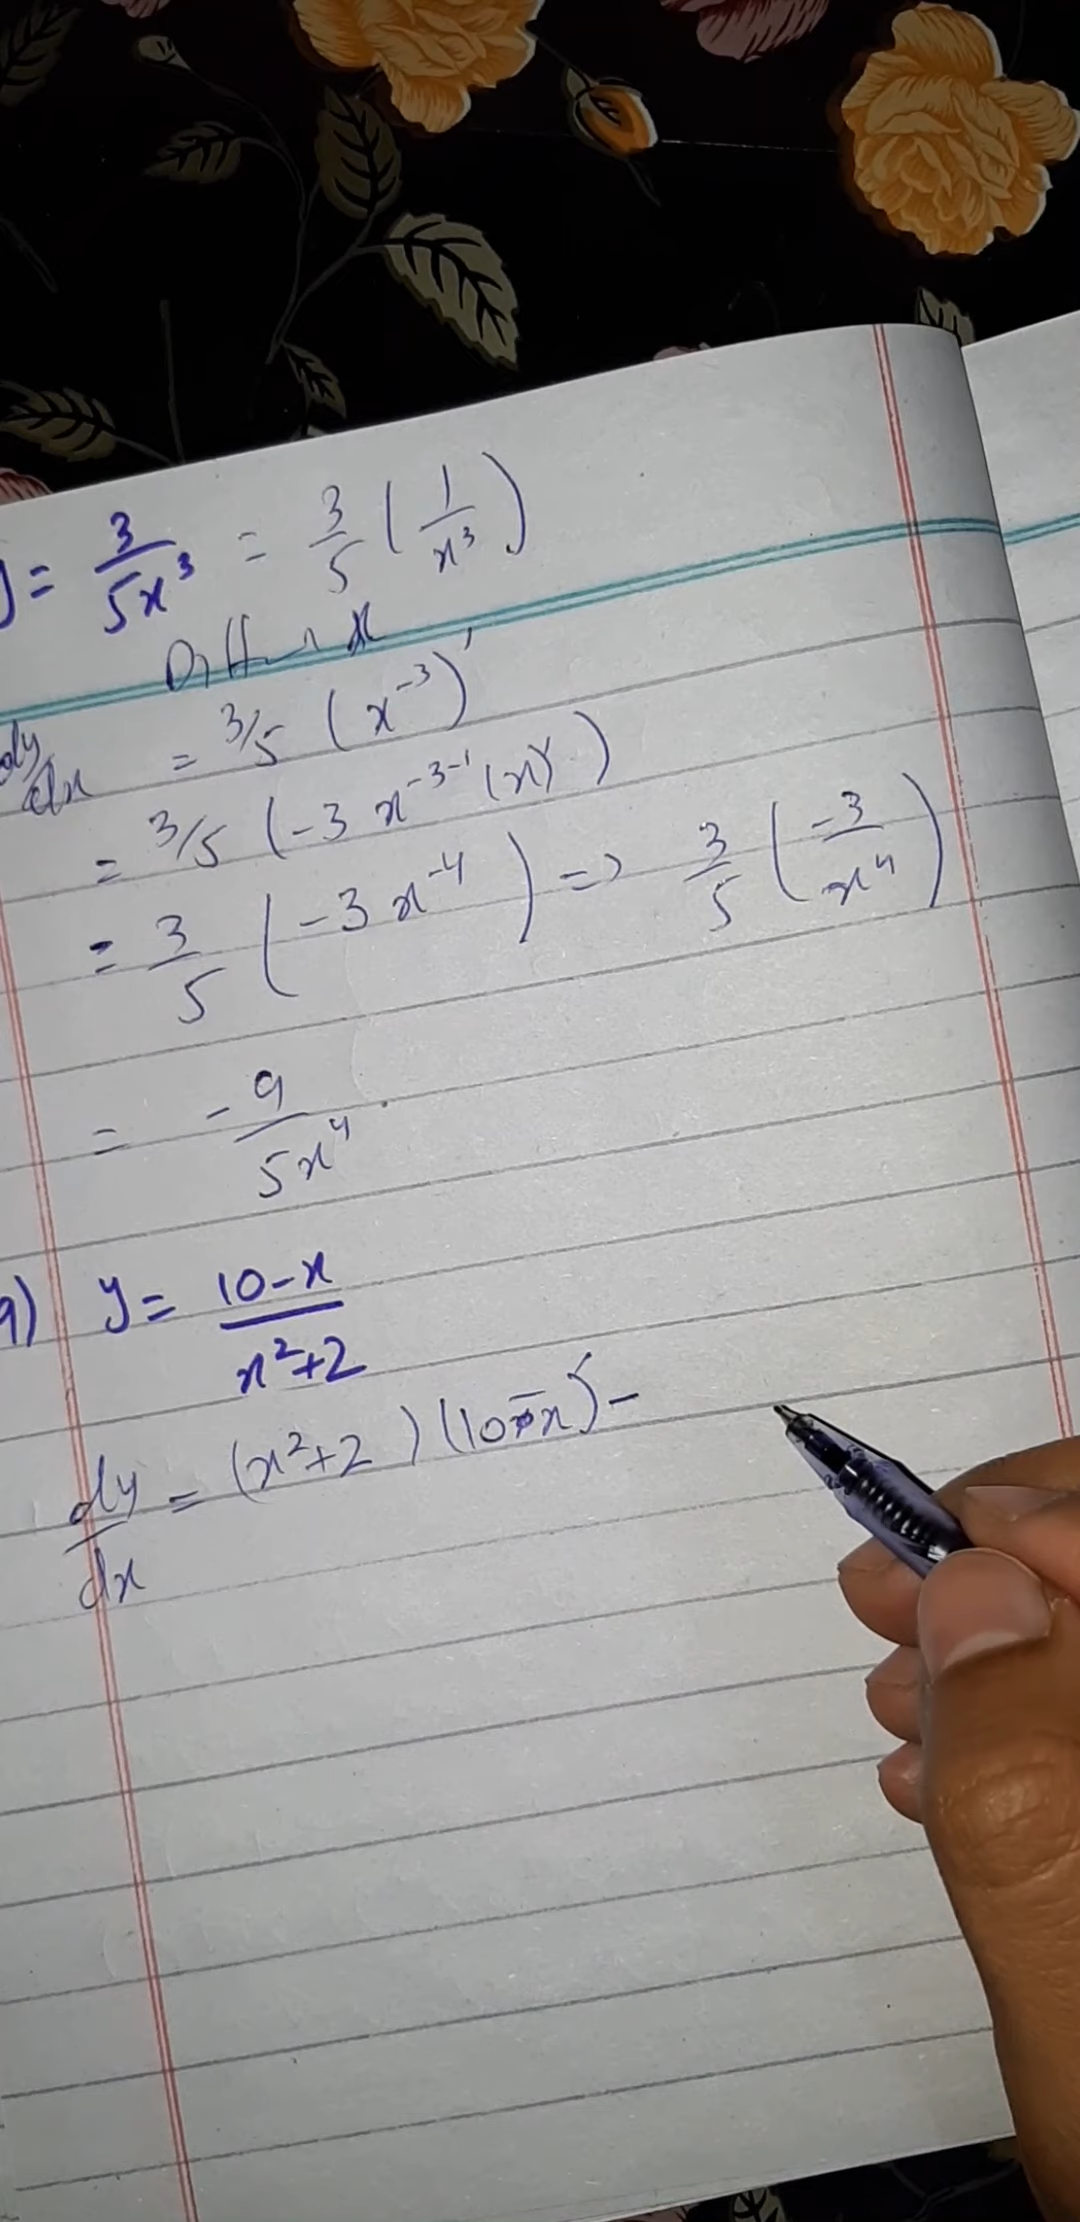 y = 3/5x³ = 3/5 (1/x³)
Diff w.r.t x
dy/dx = 3/5 (x⁻³)'
= 3/5 (-3 x⁻³⁻¹ (x)')
= 3/5 (-3x⁻⁴) => 3/5 (-3/x⁴)
= -9/5x⁴.
9) y = 10-x/x²+2
dy/dx = (x²+2)(10-x)' -